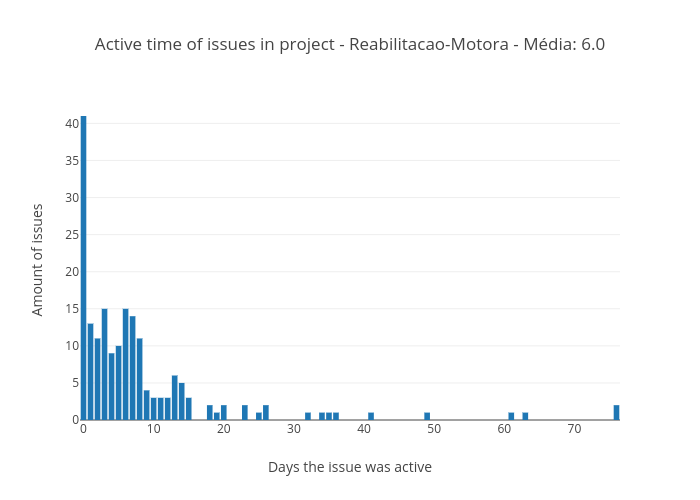 Active time of issues in project - Reabilitacao-Motora - Média: 6.0
40
35
30
25
20
15
10
5
0
Amount of issues
0 10 20 30 40 50 60 70
Days the issue was active